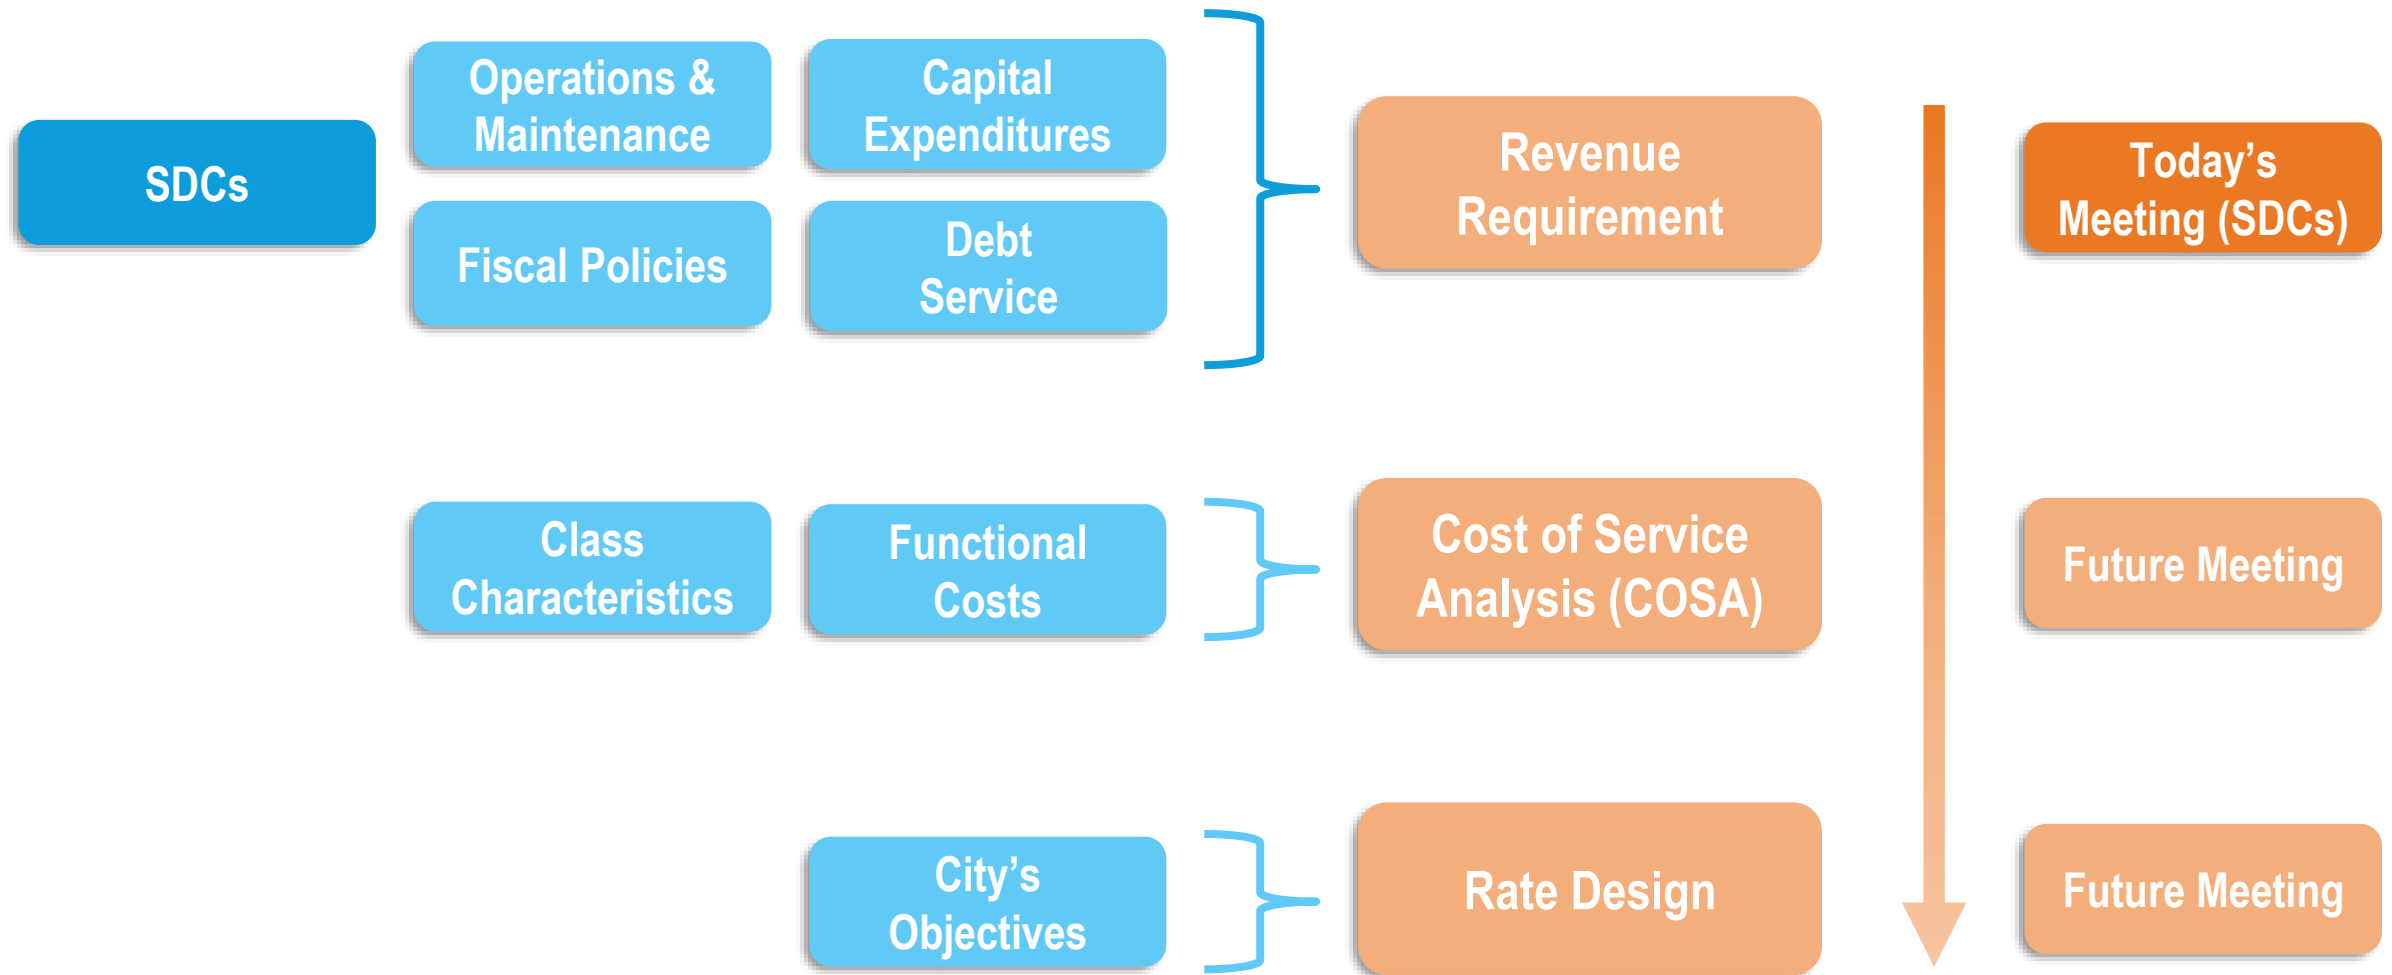 SDCs
Operations &
Maintenance
Capital
Expenditures
Fiscal Policies
Debt
Service
Revenue
Requirement
Today’s
Meeting (SDCs)
Class
Characteristics
Functional
Costs
Cost of Service
Analysis (COSA)
Future Meeting
City’s
Objectives
Rate Design
Future Meeting